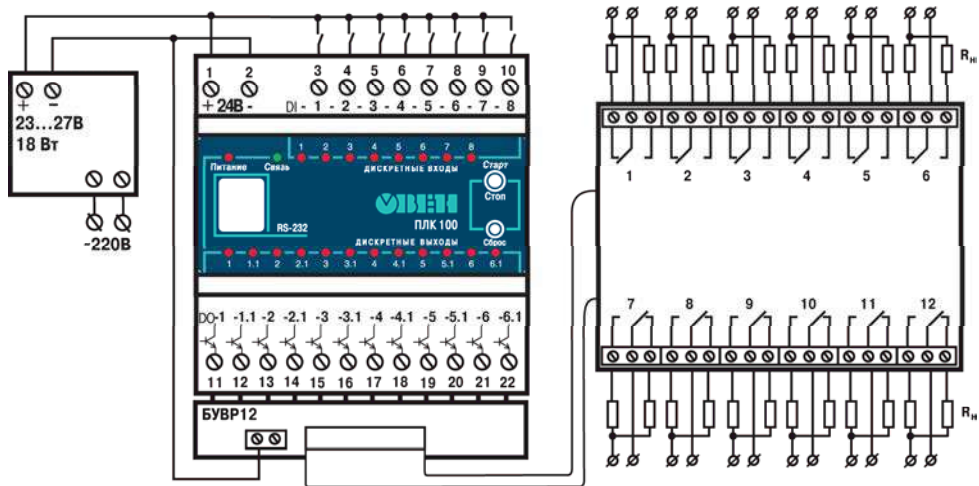 1 2 3 4 5 6 7 8 9 10
+ 24В - DI - 1 - 2 - 3 - 4 - 5 - 6 - 7 - 8
+ −
23...27В
18 Вт
-220В
1 2 3 4 5 6 7 8
Питание Связь
ДИСКРЕТНЫЕ ВХОДЫ
Старт
Стоп
ОВЕН
ПЛК 100
RS-232
Сброс
ДИСКРЕТНЫЕ ВЫХОДЫ
1 1.1 2 2.1 3 3.1 4 4.1 5 5.1 6 6.1
DO-1 -1.1 -2 -2.1 -3 -3.1 -4 -4.1 -5 -5.1 -6 -6.1
11 12 13 14 15 16 17 18 19 20 21 22
БУВР12
1 2 3 4 5 6
7 8 9 10 11 12